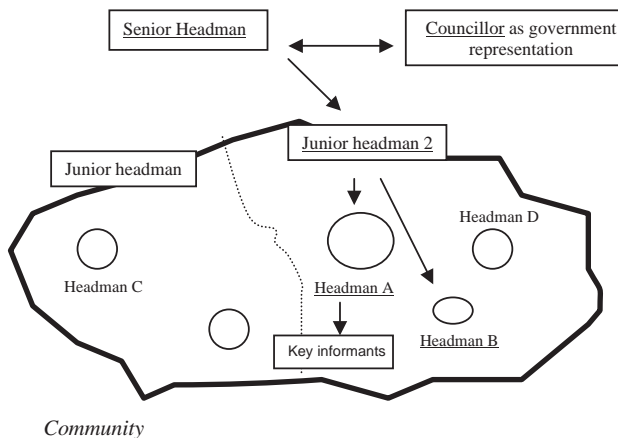 Senior Headman
Councillor as government
representation
Junior headman 2
Junior headman
Headman D
Headman C
Headman A
Headman B
Key informants
Community